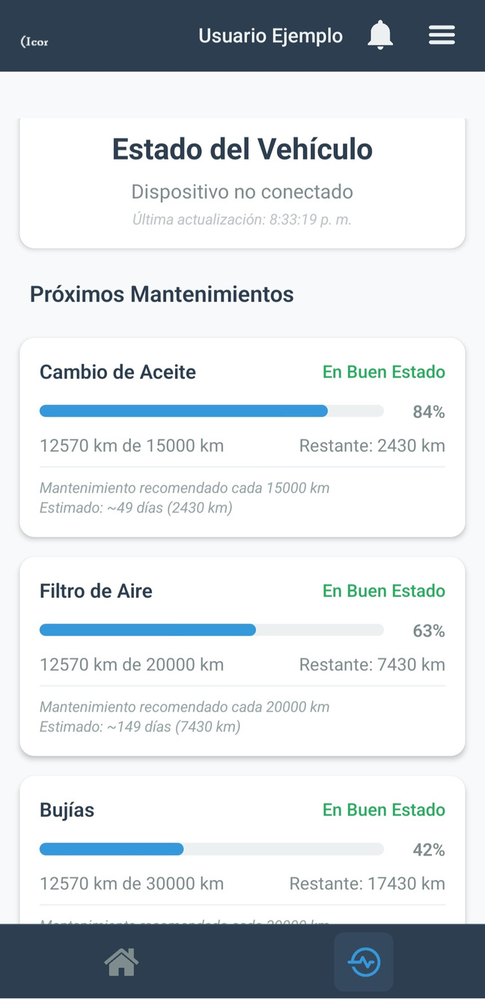 (Icor
Usuario Ejemplo
Estado del Vehículo
Dispositivo no conectado
Última actualización: 8:33:19 p. m.
Próximos Mantenimientos
Cambio de Aceite
En Buen Estado
84%
12570 km de 15000 km
Restante: 2430 km
Mantenimiento recomendado cada 15000 km
Estimado: ~49 días (2430 km)
Filtro de Aire
En Buen Estado
63%
12570 km de 20000 km
Restante: 7430 km
Mantenimiento recomendado cada 20000 km
Estimado: ~149 días (7430 km)
Bujías
En Buen Estado
42%
12570 km de 30000 km
Restante: 17430 km